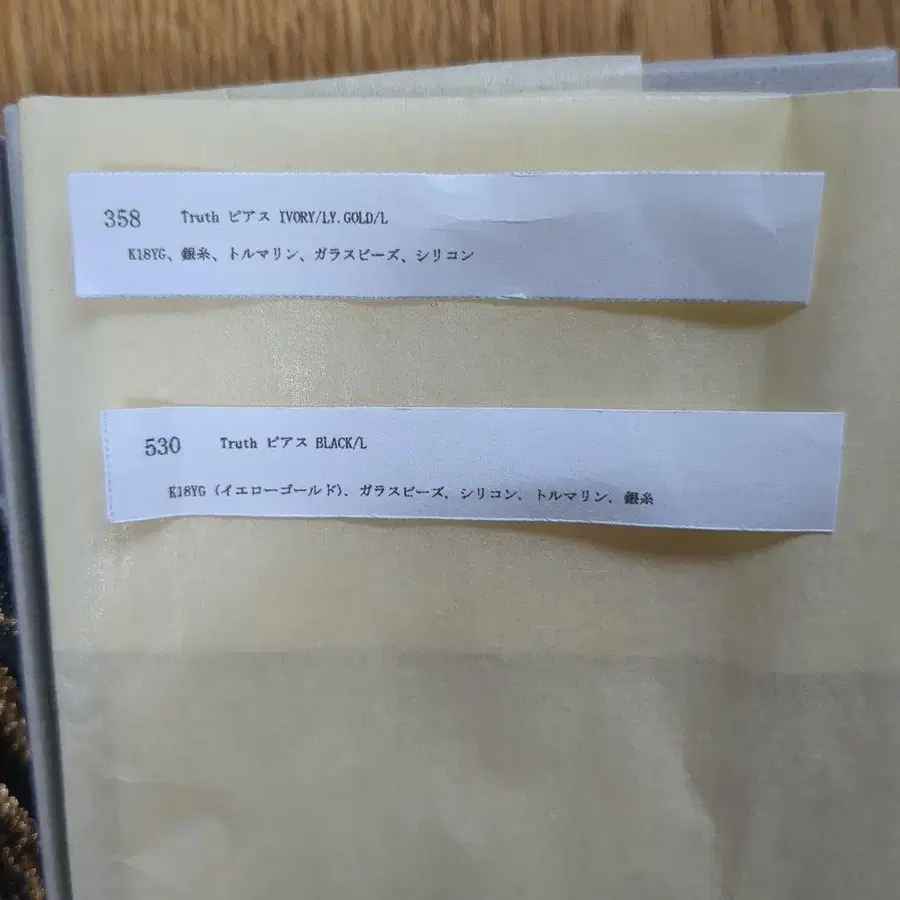 358 Truth ピアス IVORY/LY.GOLD/L
K18YG、銀糸、トルマリン、ガラスビーズ、シリコン
530 Truth ピアス BLACK/L
K18YG (イエローゴールド)、ガラスビーズ、シリコン、トルマリン、銀糸